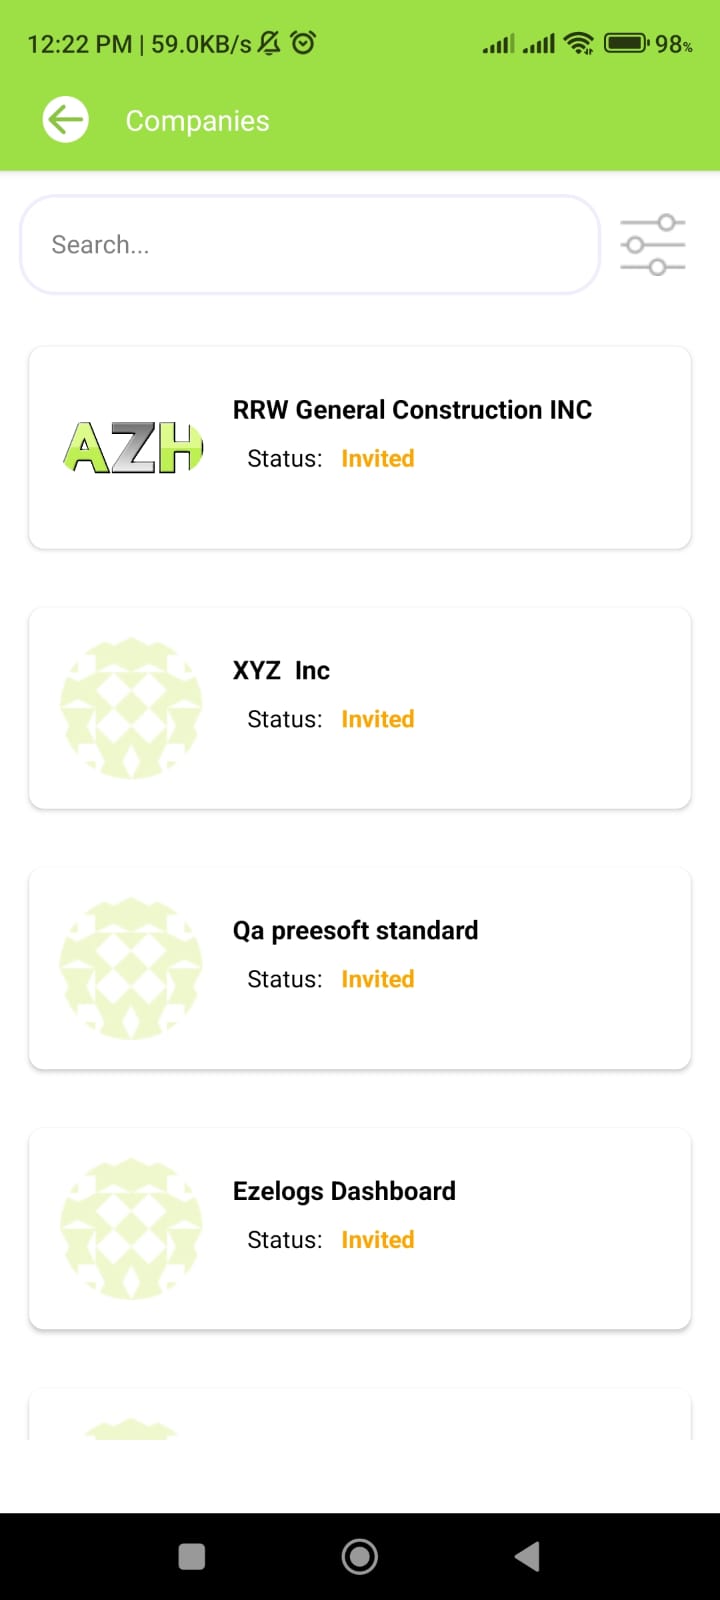 12:22 PM | 59.0KB/s 98%
Companies
Search...
AZH
RRW General Construction INC
Status: Invited
XYZ  Inc
Status: Invited
Qa preesoft standard
Status: Invited
Ezelogs Dashboard
Status: Invited